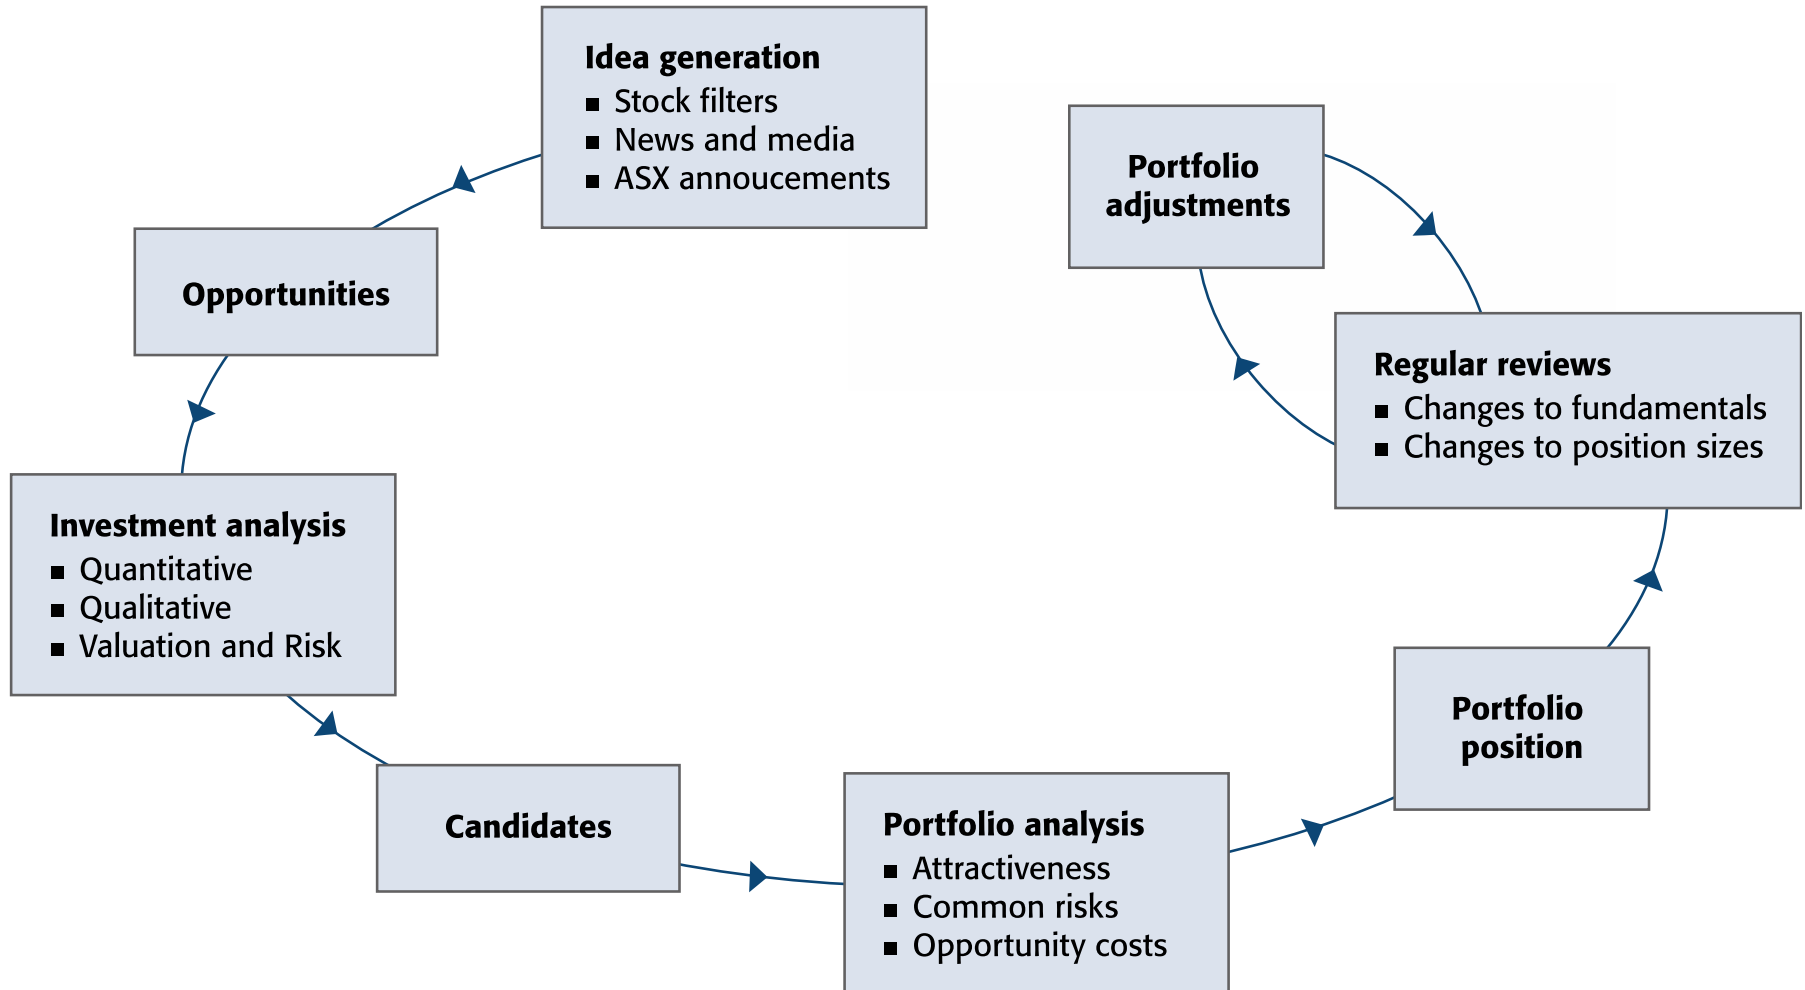 Idea generation
■ Stock filters
■ News and media
■ ASX annoucements
Opportunities
Investment analysis
■ Quantitative
■ Qualitative
■ Valuation and Risk
Candidates
Portfolio analysis
■ Attractiveness
■ Common risks
■ Opportunity costs
Portfolio
position
Regular reviews
■ Changes to fundamentals
■ Changes to position sizes
Portfolio
adjustments